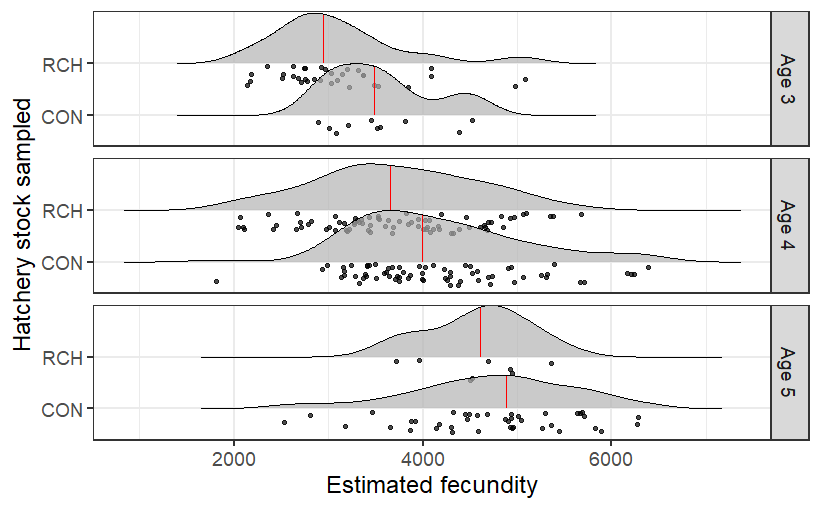 Hatchery stock sampled
RCH
CON
Age 3
RCH
CON
Age 4
RCH
CON
Age 5
2000
4000
6000
Estimated fecundity